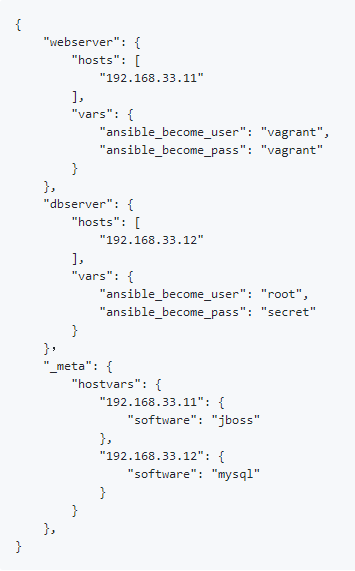 {
    "webserver": {
        "hosts": [
            "192.168.33.11"
        ],
        "vars": {
            "ansible_become_user": "vagrant",
            "ansible_become_pass": "vagrant"
        }
    },
    "dbserver": {
        "hosts": [
            "192.168.33.12"
        ],
        "vars": {
            "ansible_become_user": "root",
            "ansible_become_pass": "secret"
        }
    },
    "_meta": {
        "hostvars": {
            "192.168.33.11": {
                "software": "jboss"
            },
            "192.168.33.12": {
                "software": "mysql"
            }
        }
    },
}